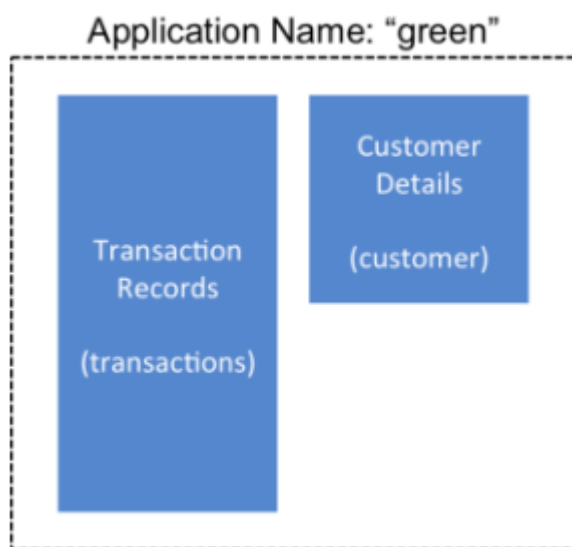 Application Name: “green”
Transaction
Records
(transactions)
Customer
Details
(customer)